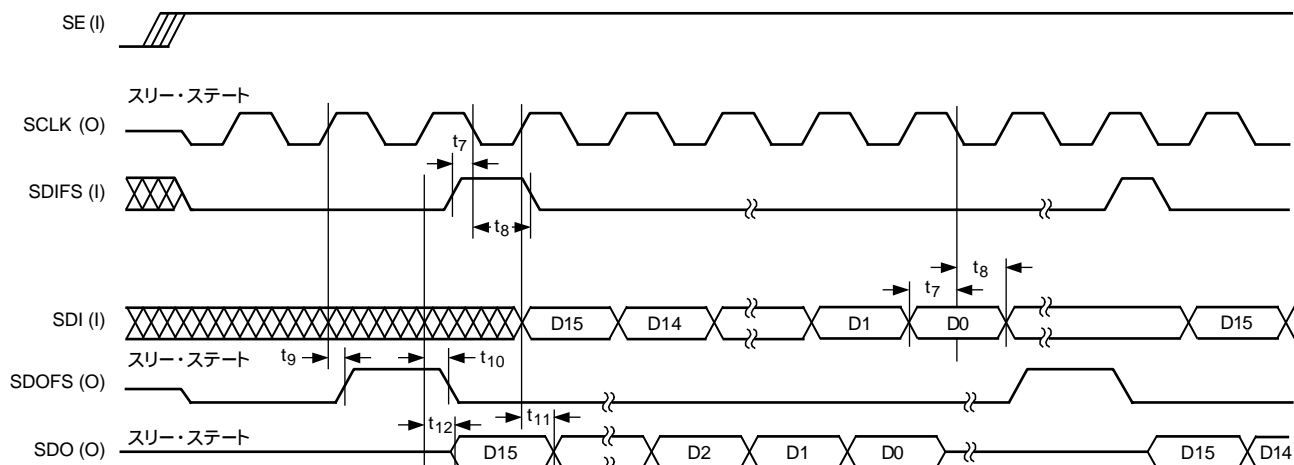 SE (I)
スリー・ステート
SCLK (O)
t7
SDIFS (I)
t8
t8
t7
SDI (I)
D15
D14
D1
D0
D15
スリー・ステート
t9
t10
SDOFS (O)
t12
t11
スリー・ステート
SDO (O)
D15
D2
D1
D0
D15
D14